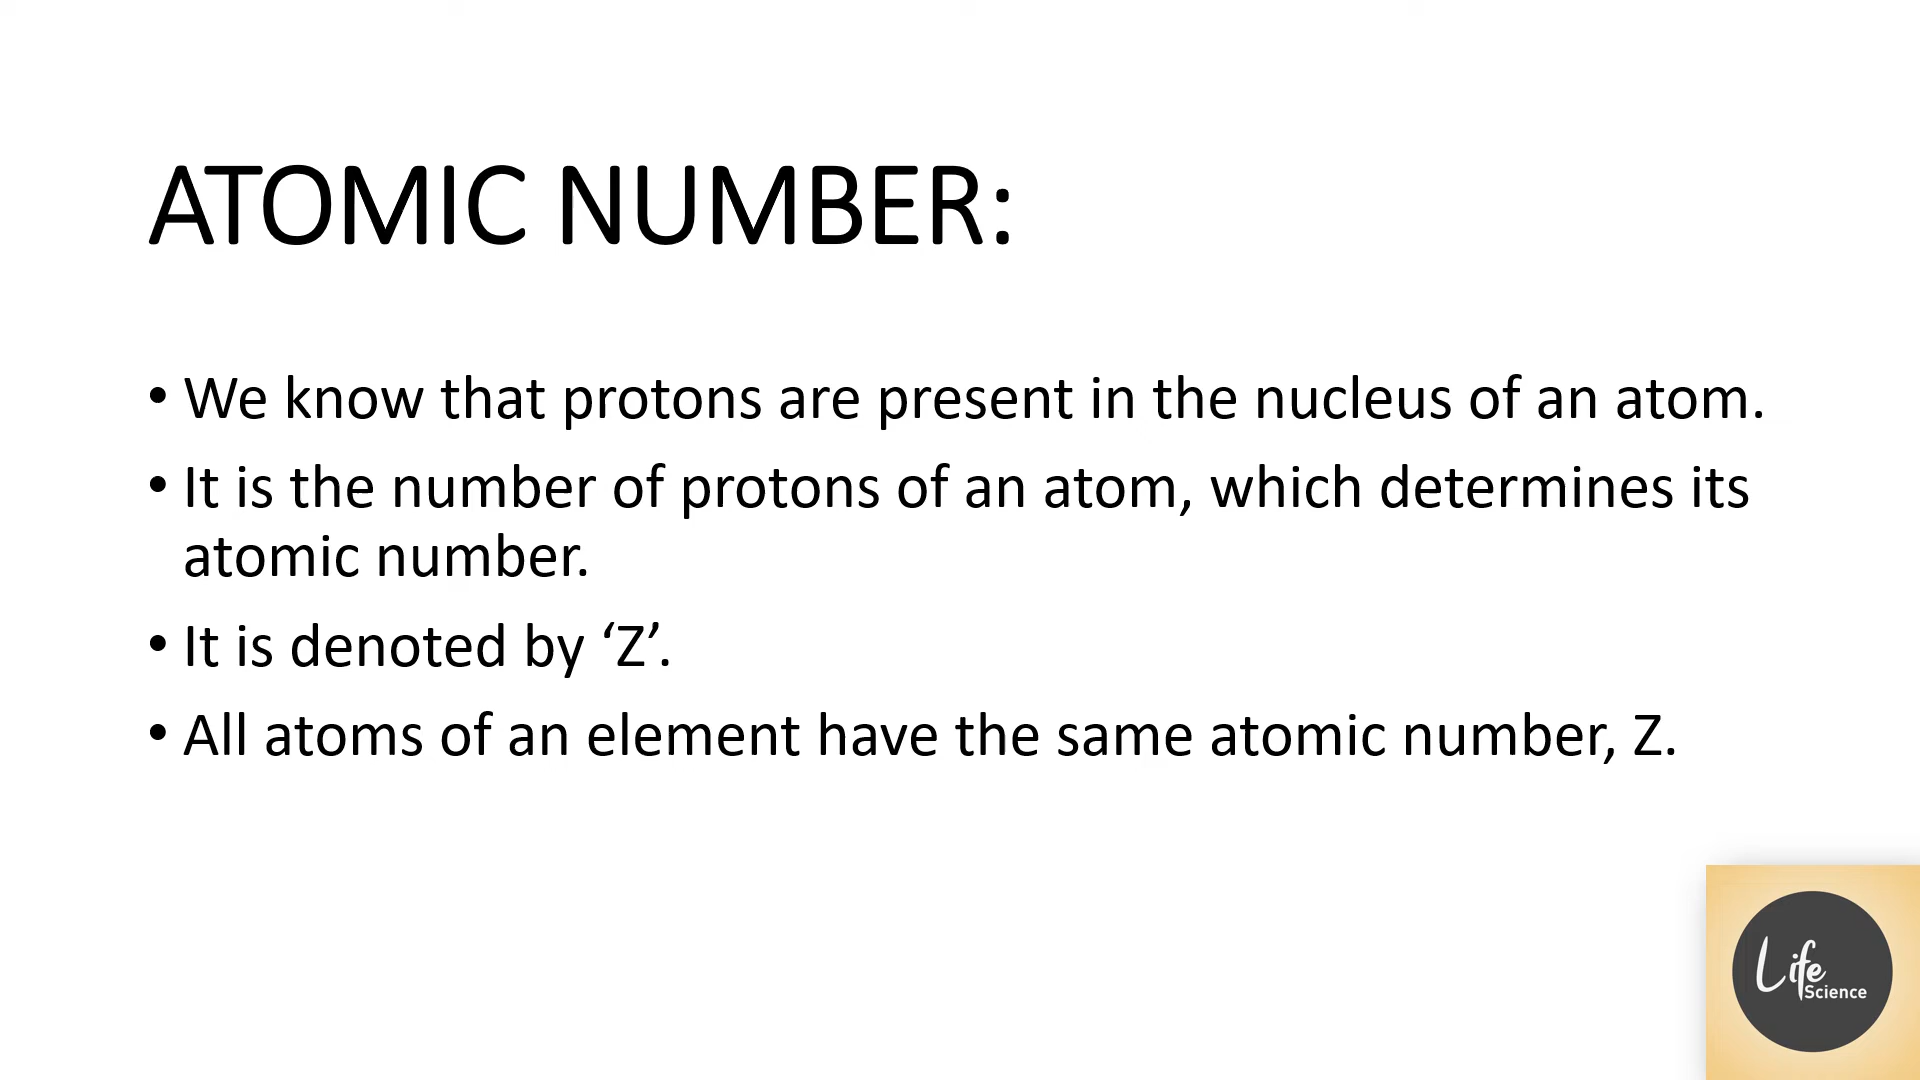 ATOMIC NUMBER:
• We know that protons are present in the nucleus of an atom.
• It is the number of protons of an atom, which determines its
atomic number.
• It is denoted by ‘Z’.
• All atoms of an element have the same atomic number, Z.
Life
Science